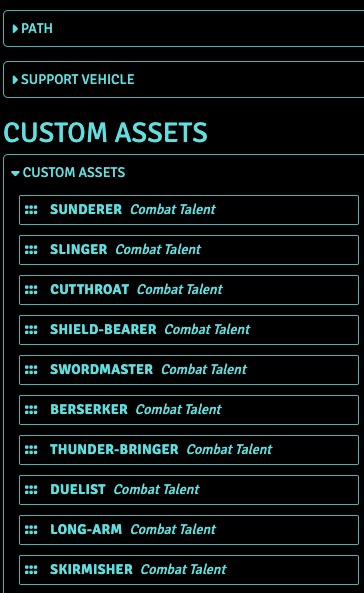 PATH
SUPPORT VEHICLE
CUSTOM ASSETS
CUSTOM ASSETS
SUNDERER Combat Talent
SLINGER Combat Talent
CUTTHROAT Combat Talent
SHIELD-BEARER Combat Talent
SWORDMASTER Combat Talent
BERSERKER Combat Talent
THUNDER-BRINGER Combat Talent
DUELIST Combat Talent
LONG-ARM Combat Talent
SKIRMISHER Combat Talent